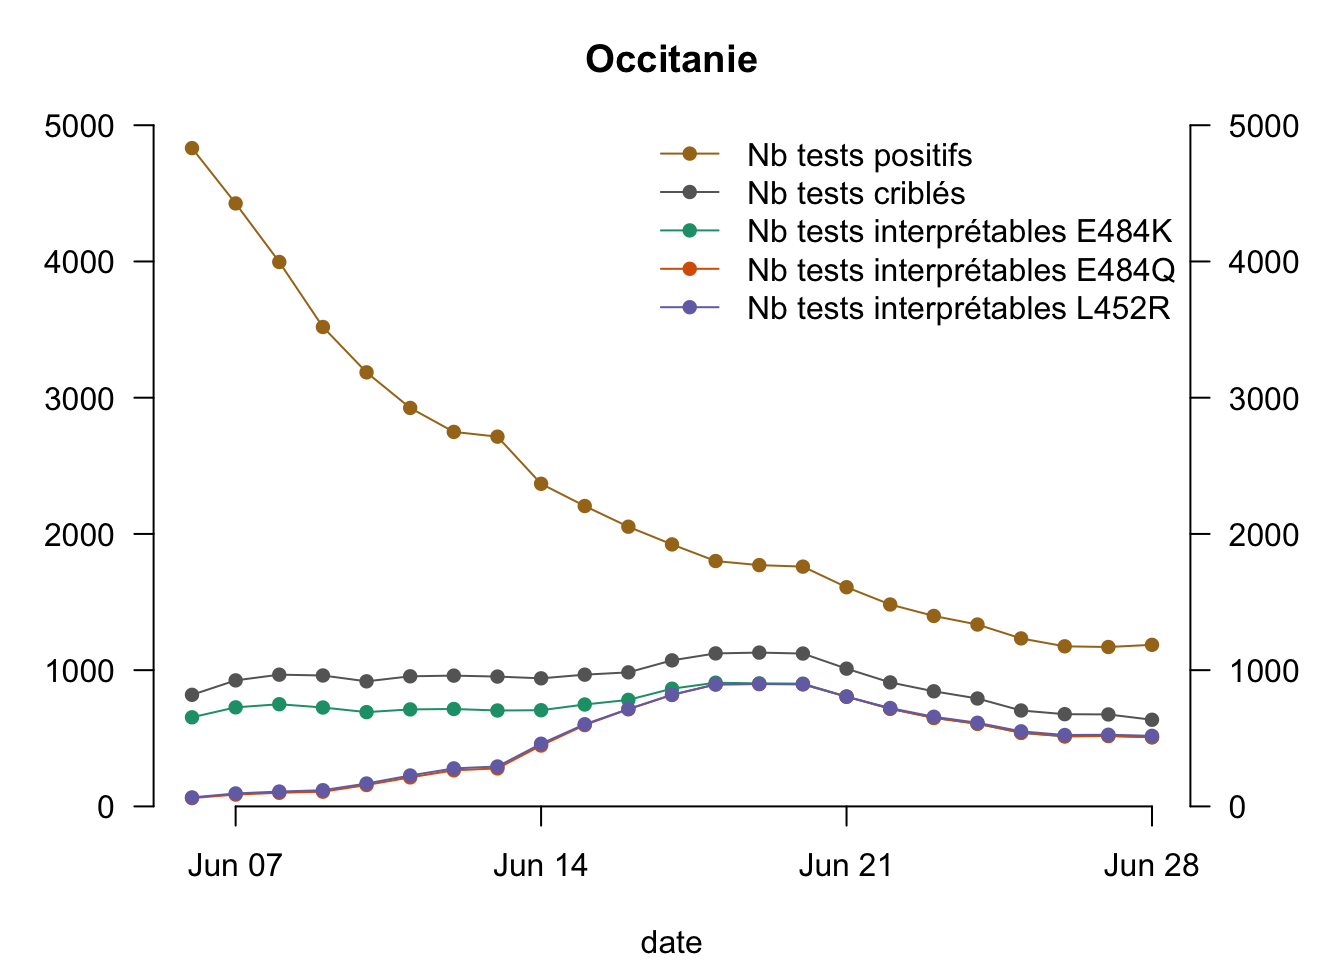 Occitanie
5000
4000
3000
2000
1000
0
5000
4000
3000
2000
1000
0
Nb tests positifs
Nb tests criblés
Nb tests interprétables E484K
Nb tests interprétables E484Q
Nb tests interprétables L452R
Jun 07
Jun 14
Jun 21
Jun 28
date